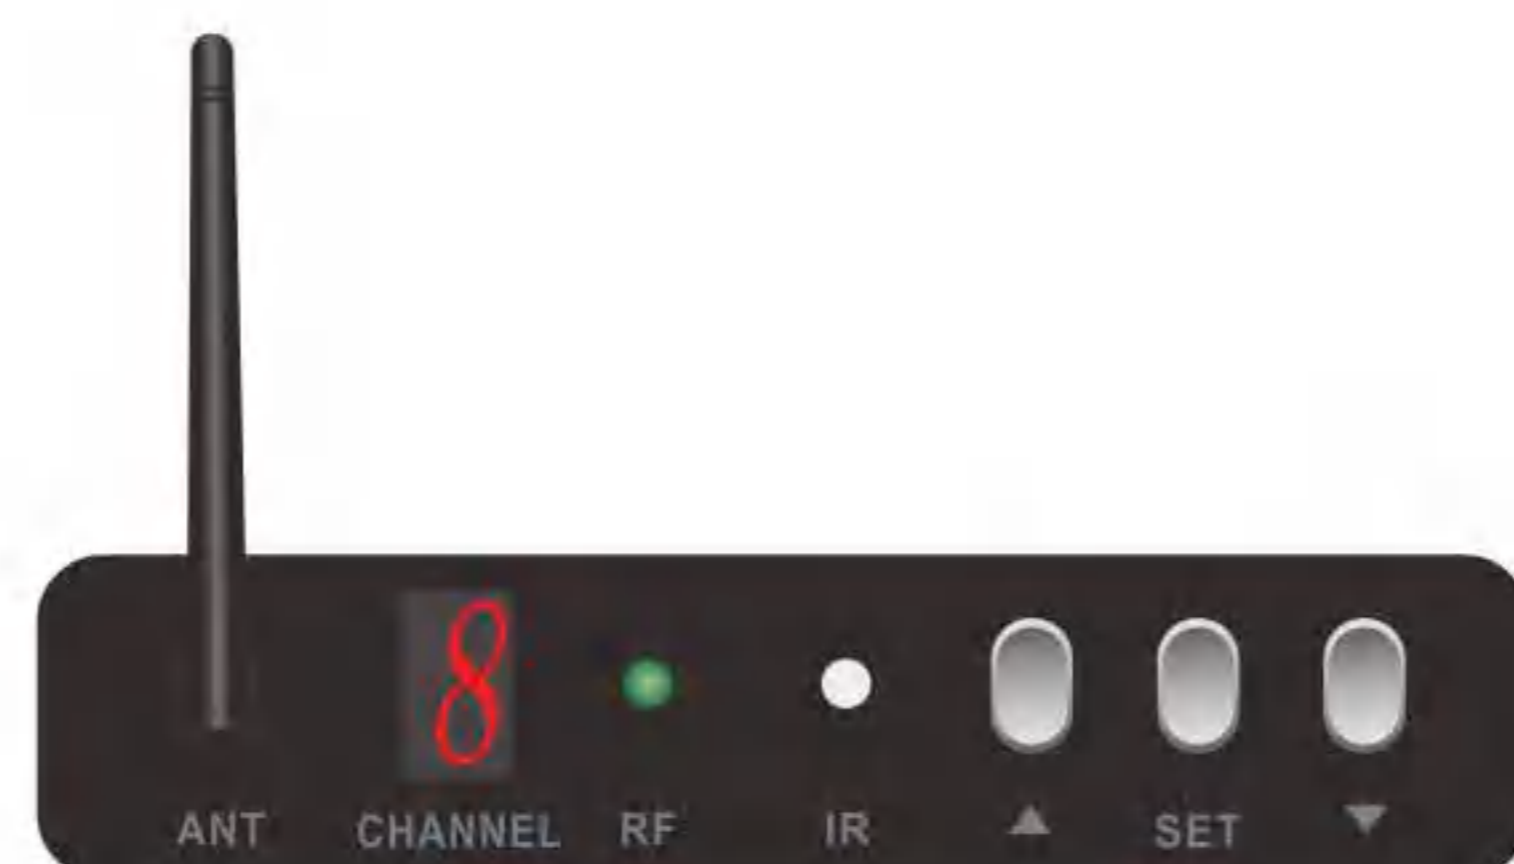 8
ANT CHANNEL RF IR ▲ SET ▼